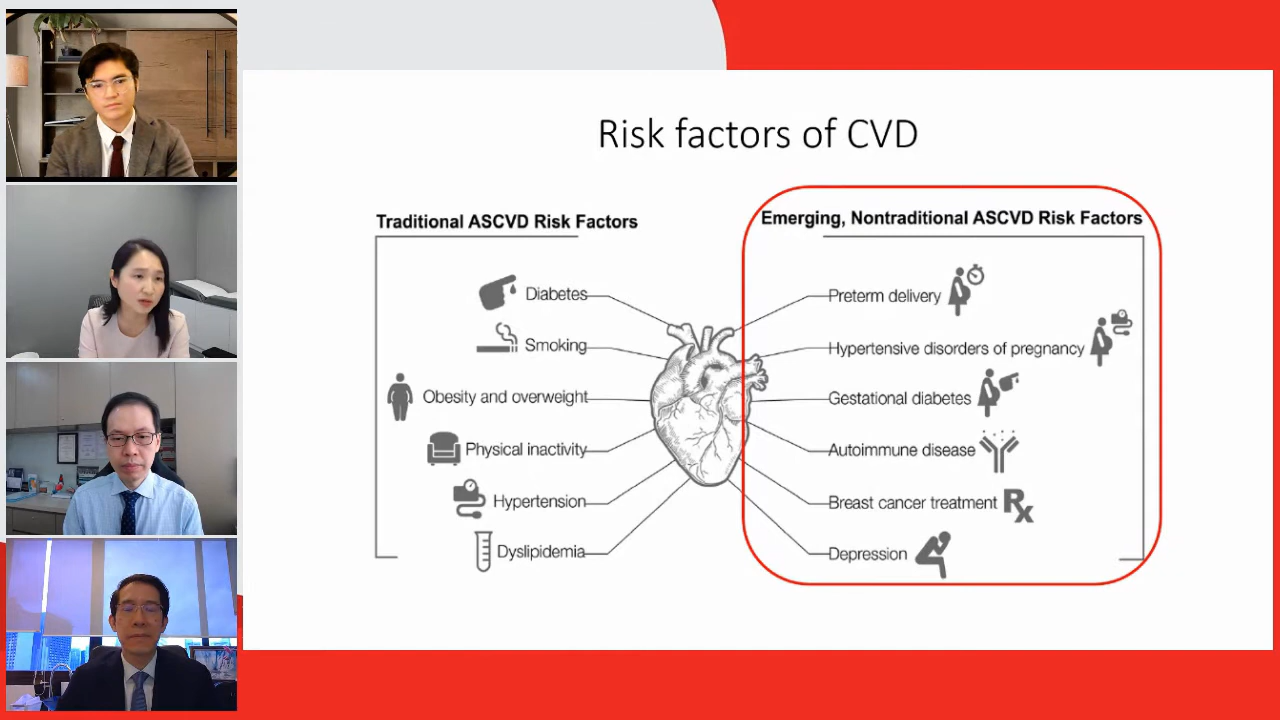 Risk factors of CVD
Traditional ASCVD Risk Factors
Diabetes
Smoking
Obesity and overweight
Physical inactivity
Hypertension
Dyslipidemia
Emerging, Nontraditional ASCVD Risk Factors
Preterm delivery
Hypertensive disorders of pregnancy
Gestational diabetes
Autoimmune disease
Breast cancer treatment Rx
Depression